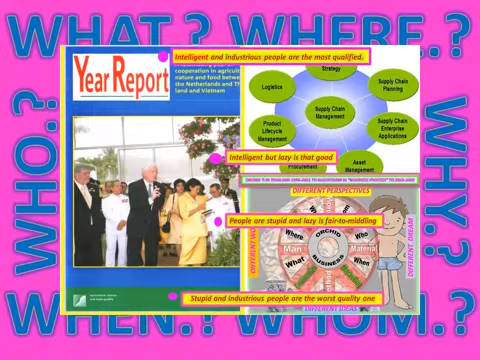 WHAT.? WHERE.?
WHO.?
WHY.?
WHEN.? WHOM.?
Intelligent and industrious people are the most qualified.
Year Report
cooperation in agricult
nature and food betwee
the Netherlands and Th
land and Vietnam
Strategy
Logistics
Supply Chain
Planning
Supply Chain
Management
Product
Lifecycle
Management
Supply Chain
Enterprise
Applications
Procurement
Asset
Management
Intelligent but lazy is that good
DIFFERENT PERSPECTIVES
People are stupid and lazy is fair-to-middling
Where
Who
Man
ORCHID
BUSINESS
Material
What
When
DIFFERENT DREAM
Stupid and industrious people are the worst quality one
DIFFERENT IDEAS